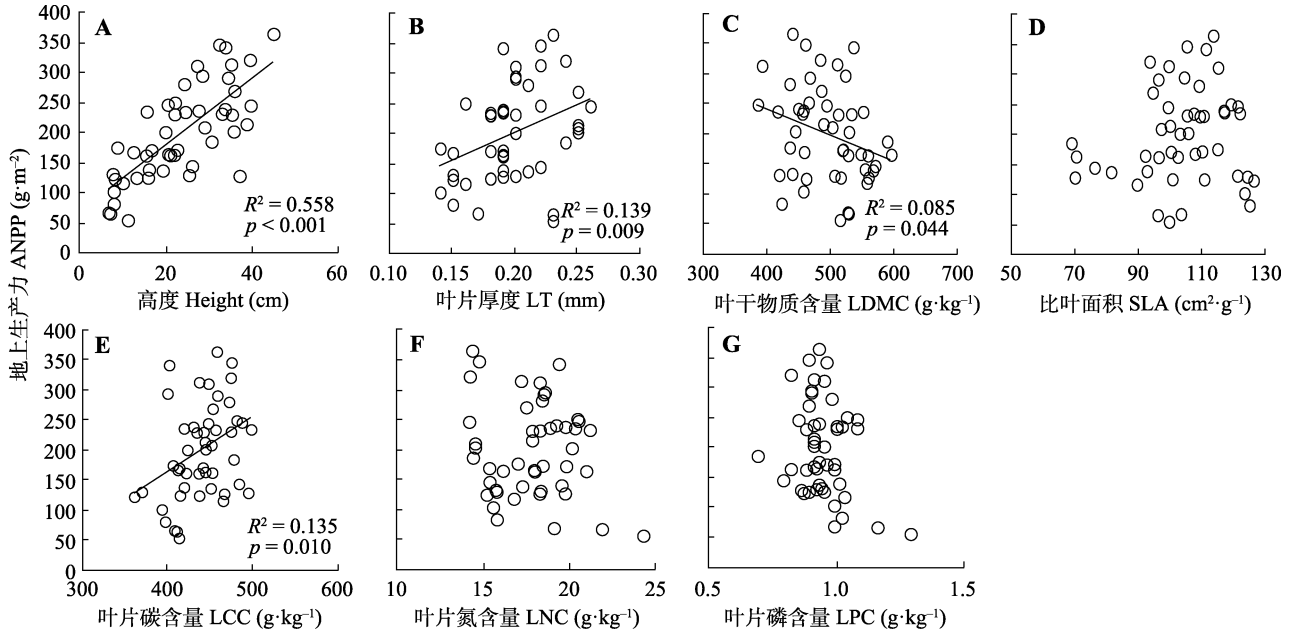 地上生产力 ANPP (g·m⁻²)
A
400
350
300
250
200
150
100
50
0
R² = 0.558
p < 0.001
0 20 40 60
高度 Height (cm)
B
R² = 0.139
p = 0.009
0.10 0.15 0.20 0.25 0.30
叶片厚度 LT (mm)
C
R² = 0.085
p = 0.044
300 400 500 600 700
叶干物质含量 LDMC (g·kg⁻¹)
D
50 70 90 110 130
比叶面积 SLA (cm²·g⁻¹)
E
400
350
300
250
200
150
100
50
0
R² = 0.135
p = 0.010
300 400 500 600
叶片碳含量 LCC (g·kg⁻¹)
F
10 15 20 25
叶片氮含量 LNC (g·kg⁻¹)
G
0.5 1.0 1.5
叶片磷含量 LPC (g·kg⁻¹)